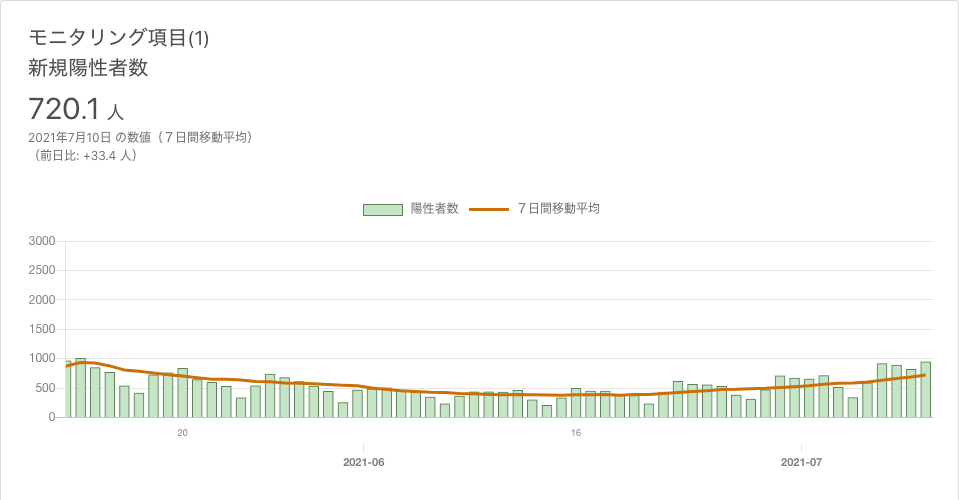 モニタリング項目(1)
新規陽性者数
720.1 人
2021年7月10日 の数値（７日間移動平均）
（前日比: +33.4 人）
陽性者数 ７日間移動平均
3000
2500
2000
1500
1000
500
0
20 16
2021-06 2021-07